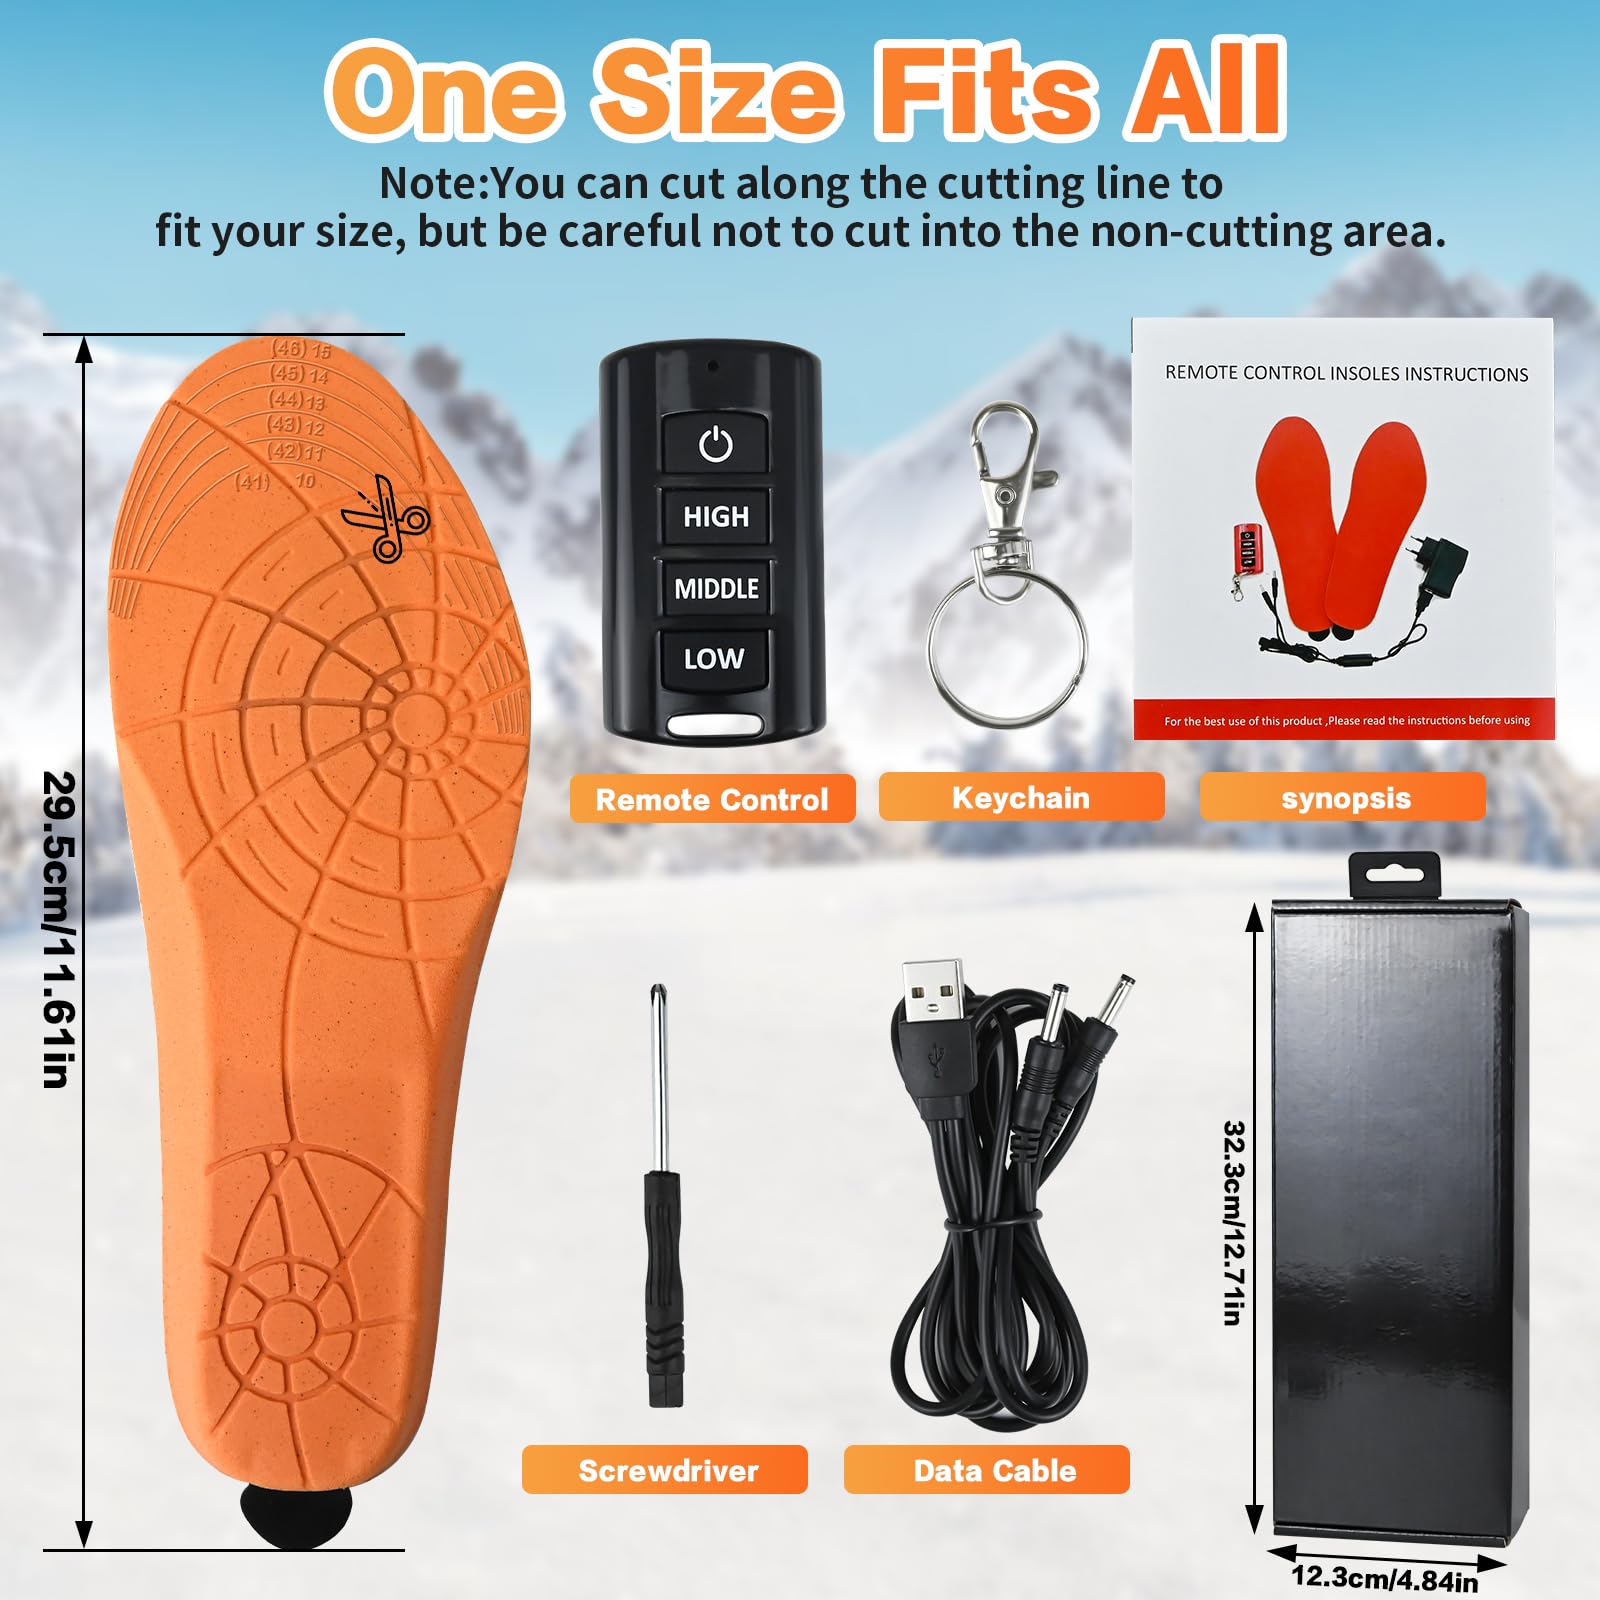 One Size Fits All
Note:You can cut along the cutting line to
fit your size, but be careful not to cut into the non-cutting area.
(46) 15
(45) 14
(44) 13
(43) 12
(42) 11
(41) 10
29.5cm/11.61in
HIGH
MIDDLE
LOW
Remote Control
Keychain
REMOTE CONTROL INSOLES INSTRUCTIONS
For the best use of this product ,Please read the instructions before using
synopsis
Screwdriver
Data Cable
32.3cm/12.71in
12.3cm/4.84in